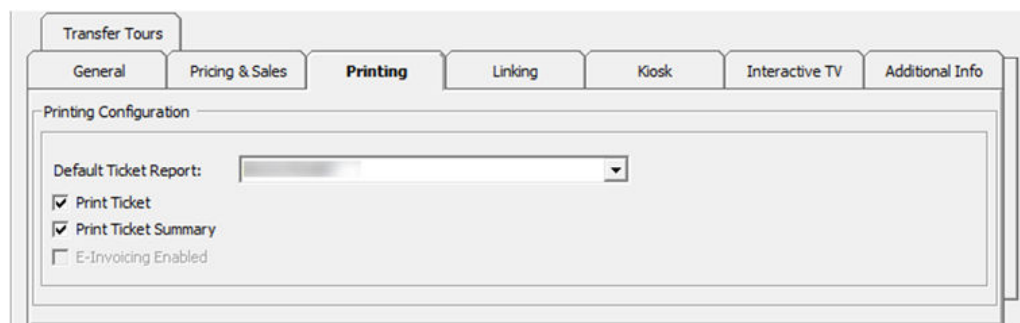 Transfer Tours
General Pricing & Sales Printing Linking Kiosk Interactive TV Additional Info
Printing Configuration
Default Ticket Report:
Print Ticket
Print Ticket Summary
E-Invoicing Enabled